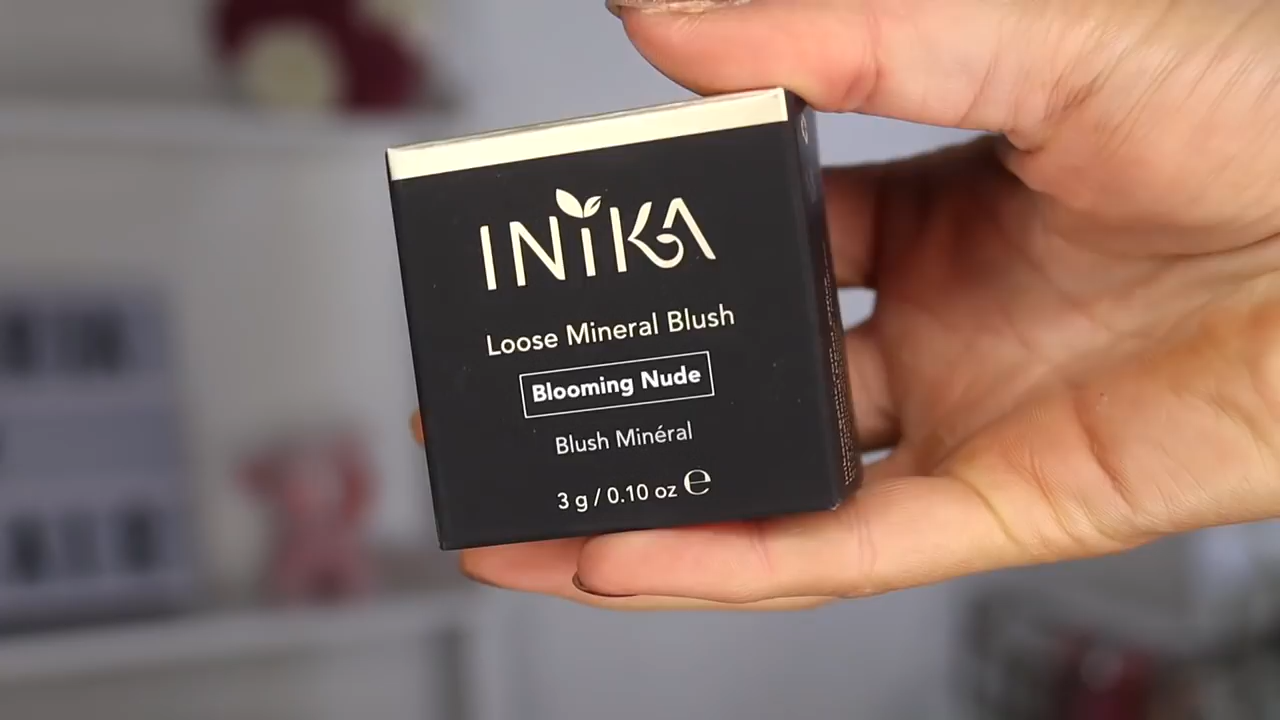 INIKA
Loose Mineral Blush
Blooming Nude
Blush Minéral
3 g / 0.10 oz ℮